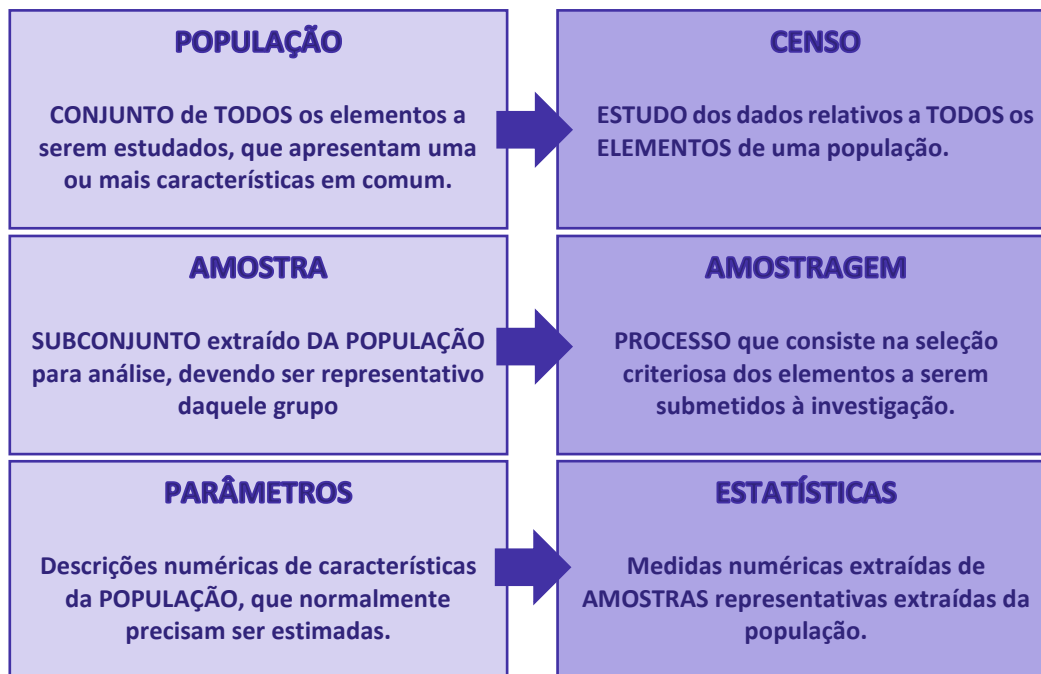 POPULAÇÃO
CONJUNTO de TODOS os elementos a
serem estudados, que apresentam uma
ou mais características em comum.
CENSO
ESTUDO dos dados relativos a TODOS os
ELEMENTOS de uma população.
AMOSTRA
SUBCONJUNTO extraído DA POPULAÇÃO
para análise, devendo ser representativo
daquele grupo
AMOSTRAGEM
PROCESSO que consiste na seleção
criteriosa dos elementos a serem
submetidos à investigação.
PARÂMETROS
Descrições numéricas de características
da POPULAÇÃO, que normalmente
precisam ser estimadas.
ESTATÍSTICAS
Medidas numéricas extraídas de
AMOSTRAS representativas extraídas da
população.